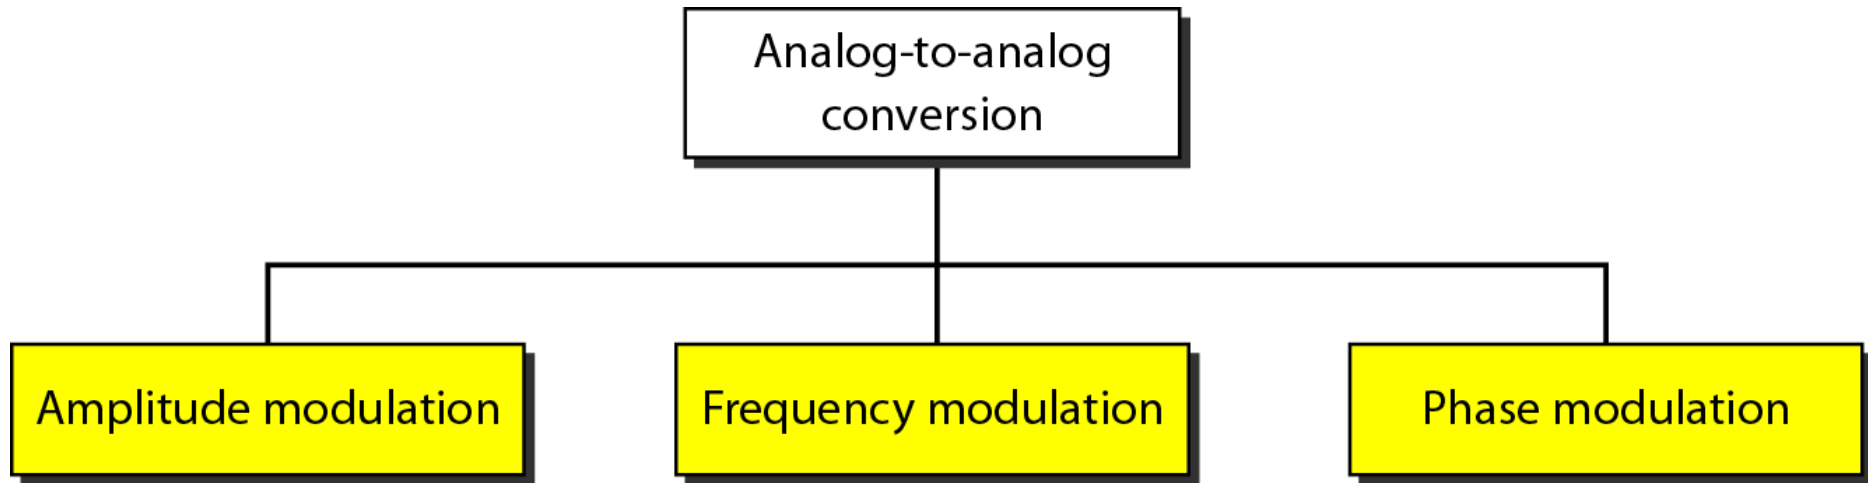 Analog-to-analog
conversion
Amplitude modulation
Frequency modulation
Phase modulation